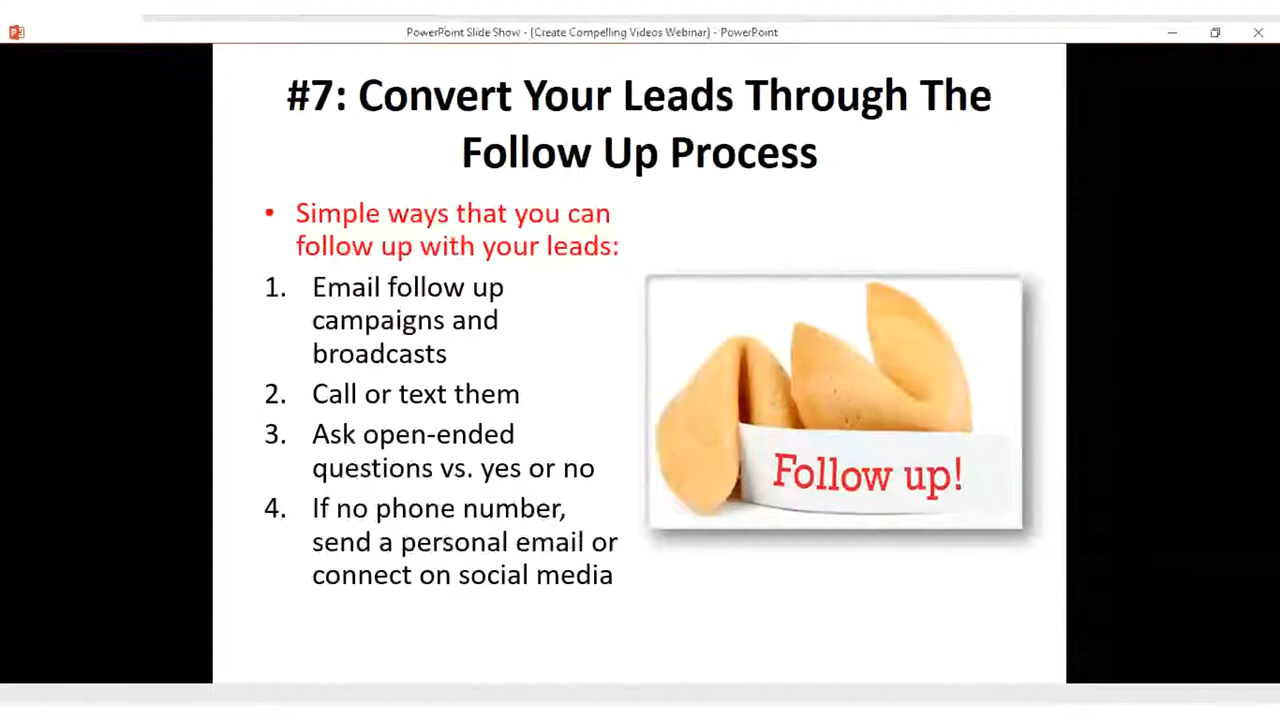 PowerPoint Slide Show - [Create Compelling Videos Webinar] - PowerPoint
#7: Convert Your Leads Through The
Follow Up Process
• Simple ways that you can
follow up with your leads:
1. Email follow up
campaigns and
broadcasts
2. Call or text them
3. Ask open-ended
questions vs. yes or no
4. If no phone number,
send a personal email or
connect on social media
Follow up!